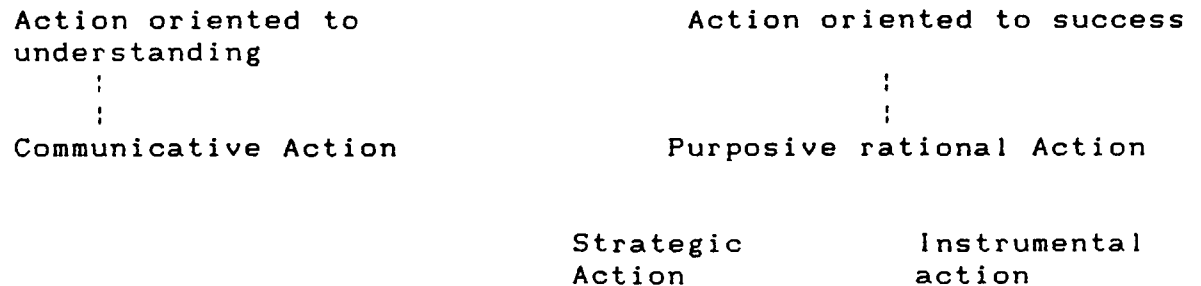 Action oriented to understanding
Action oriented to success
Communicative Action
Purposive rational Action
Strategic Action
Instrumental action